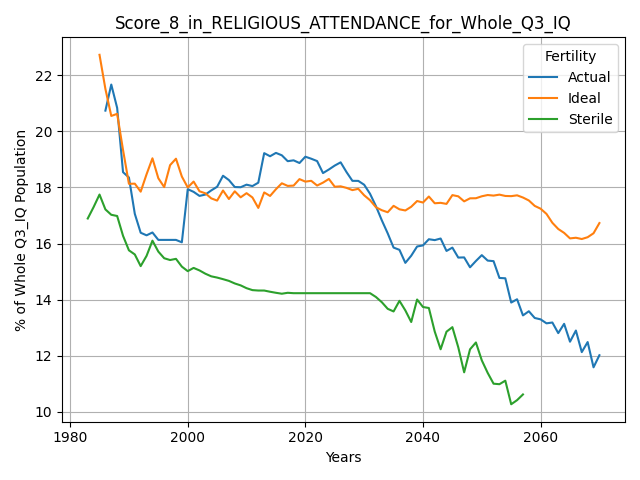 Score_8_in_RELIGIOUS_ATTENDANCE_for_Whole_Q3_IQ
Fertility
Actual
Ideal
Sterile
% of Whole Q3_IQ Population
22
20
18
16
14
12
10
1980
2000
2020
2040
2060
Years